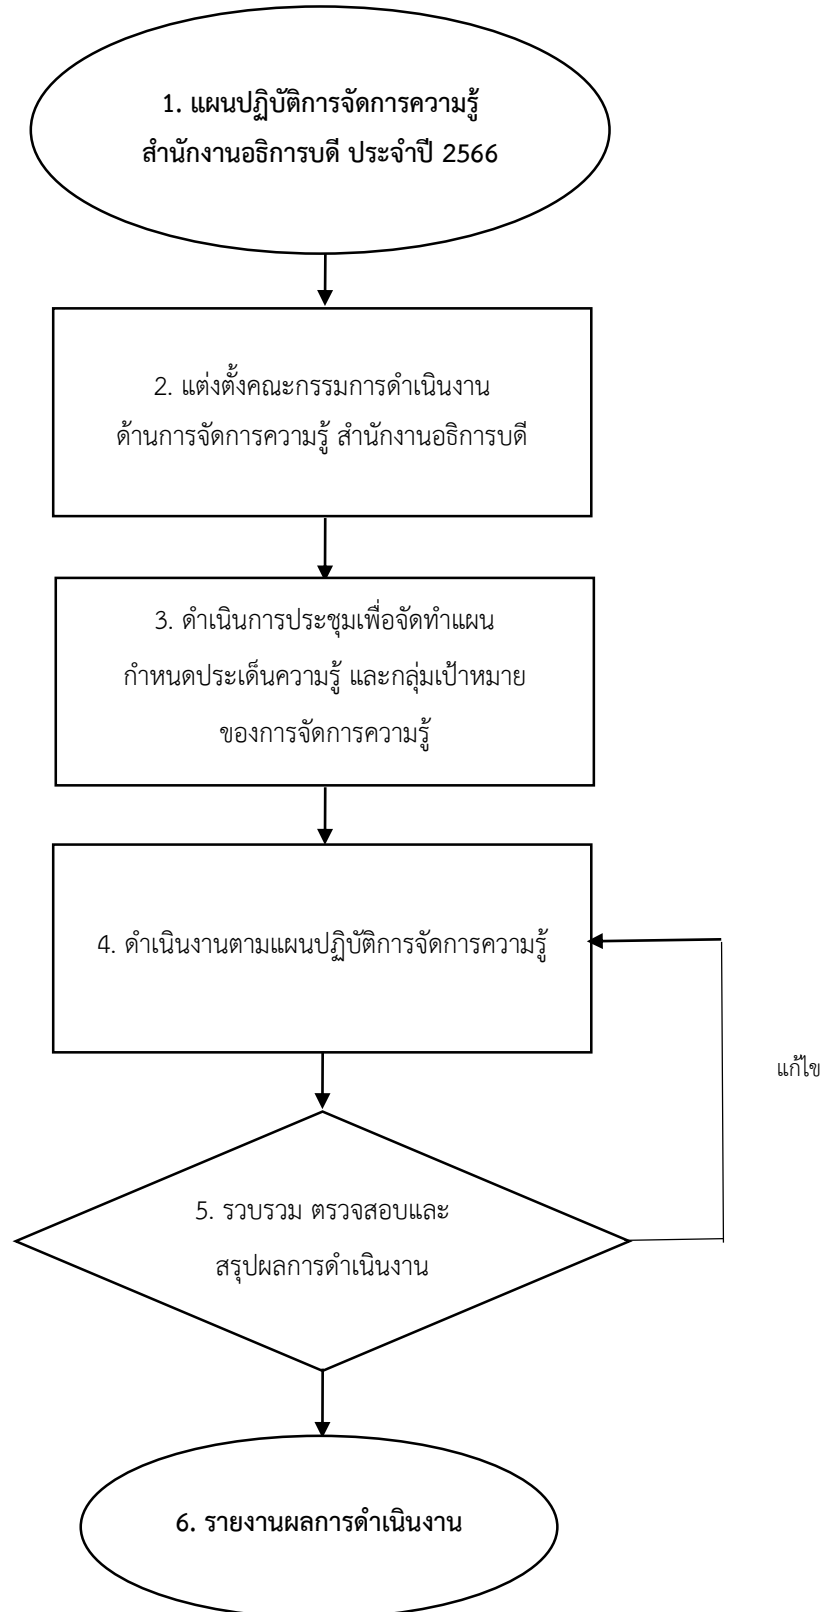 1. แผนปฏิบัติการจัดการความรู้
สำนักงานอธิการบดี ประจำปี 2566
2. แต่งตั้งคณะกรรมการดำเนินงาน
ด้านการจัดการความรู้ สำนักงานอธิการบดี
3. ดำเนินการประชุมเพื่อจัดทำแผน
กำหนดประเด็นความรู้ และกลุ่มเป้าหมาย
ของการจัดการความรู้
4. ดำเนินงานตามแผนปฏิบัติการจัดการความรู้
แก้ไข
5. รวบรวม ตรวจสอบและ
สรุปผลการดำเนินงาน
6. รายงานผลการดำเนินงาน